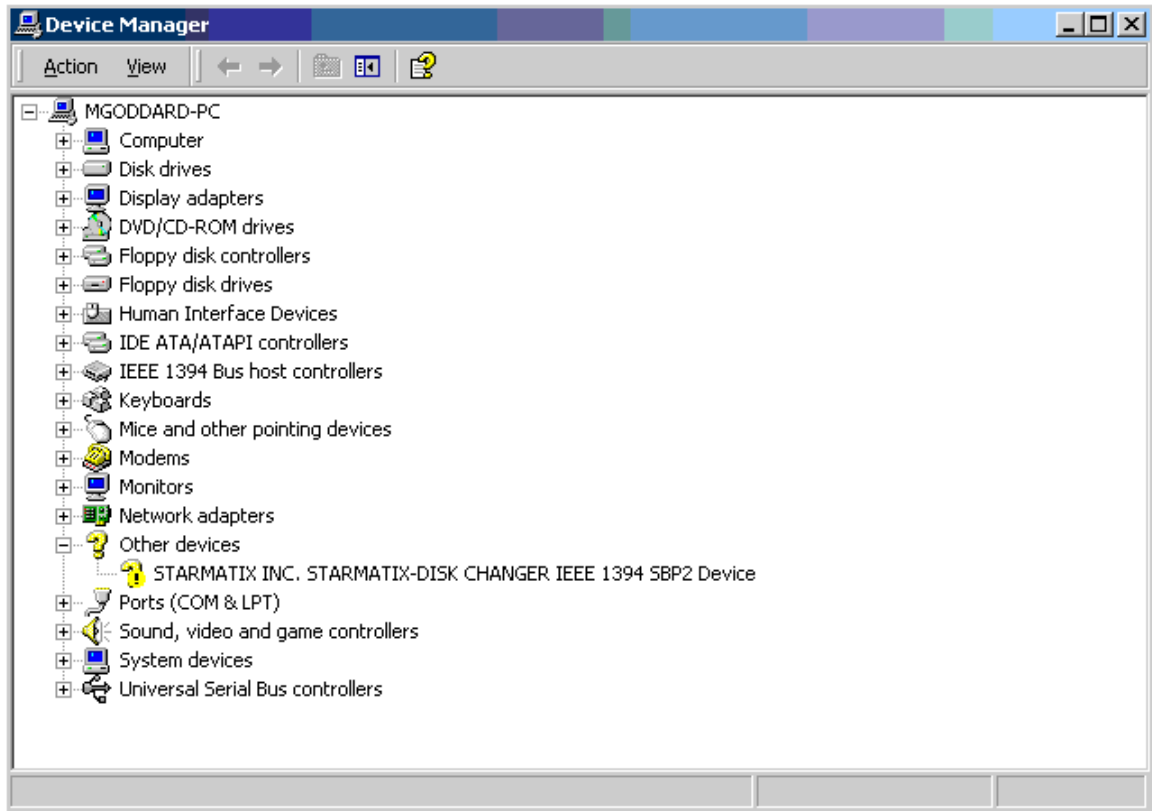 Device Manager
Action View
MGODDARD-PC
Computer
Disk drives
Display adapters
DVD/CD-ROM drives
Floppy disk controllers
Floppy disk drives
Human Interface Devices
IDE ATA/ATAPI controllers
IEEE 1394 Bus host controllers
Keyboards
Mice and other pointing devices
Modems
Monitors
Network adapters
Other devices
STARMATIX INC. STARMATIX-DISK CHANGER IEEE 1394 SBP2 Device
Ports (COM & LPT)
Sound, video and game controllers
System devices
Universal Serial Bus controllers